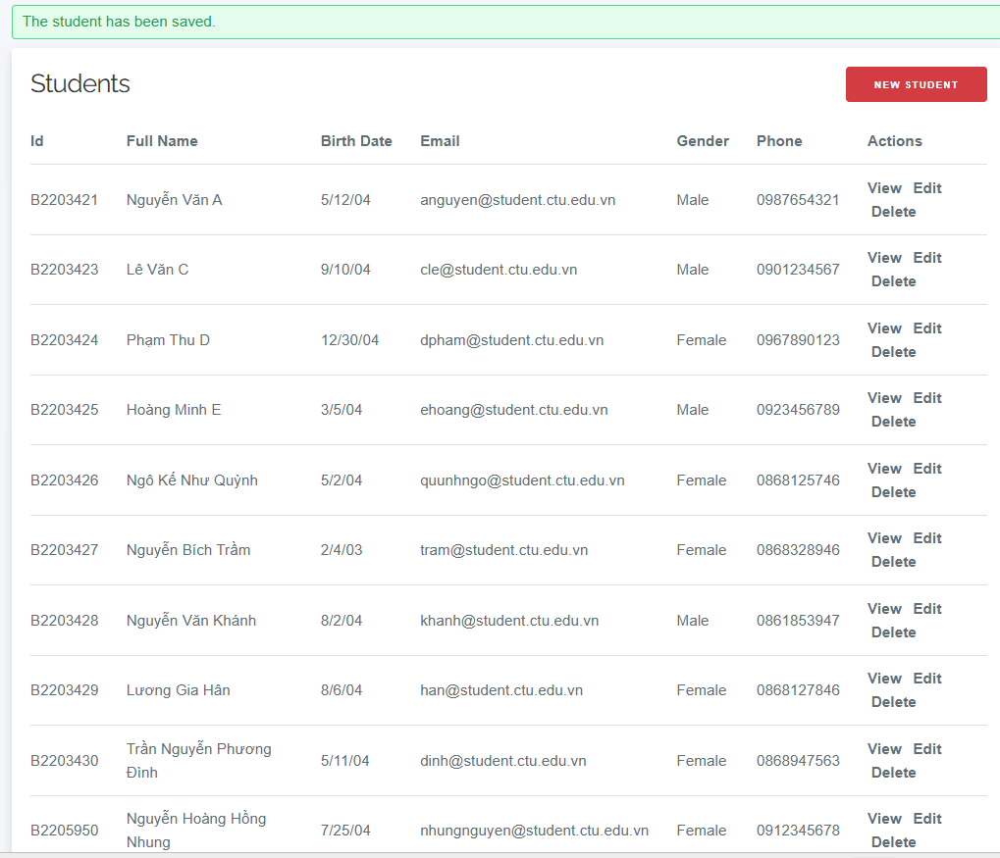 The student has been saved.
Students
NEW STUDENT
Id Full Name Birth Date Email Gender Phone Actions
B2203421 Nguyễn Văn A 5/12/04 anguyen@student.ctu.edu.vn Male 0987654321 View Edit
Delete
B2203423 Lê Văn C 9/10/04 cle@student.ctu.edu.vn Male 0901234567 View Edit
Delete
B2203424 Phạm Thu D 12/30/04 dpham@student.ctu.edu.vn Female 0967890123 View Edit
Delete
B2203425 Hoàng Minh E 3/5/04 ehoang@student.ctu.edu.vn Male 0923456789 View Edit
Delete
B2203426 Ngô Kế Như Quỳnh 5/2/04 quunhngo@student.ctu.edu.vn Female 0868125746 View Edit
Delete
B2203427 Nguyễn Bích Trầm 2/4/03 tram@student.ctu.edu.vn Female 0868328946 View Edit
Delete
B2203428 Nguyễn Văn Khánh 8/2/04 khanh@student.ctu.edu.vn Male 0861853947 View Edit
Delete
B2203429 Lương Gia Hân 8/6/04 han@student.ctu.edu.vn Female 0868127846 View Edit
Delete
B2203430 Trần Nguyễn Phương Đình 5/11/04 dinh@student.ctu.edu.vn Female 0868947563 View Edit
Delete
B2205950 Nguyễn Hoàng Hồng Nhung 7/25/04 nhungnguyen@student.ctu.edu.vn Female 0912345678 View Edit
Delete